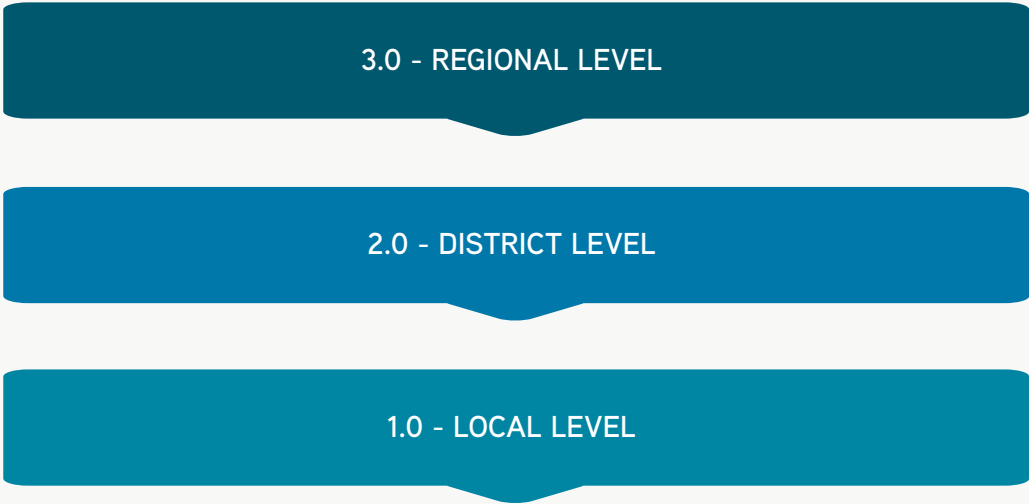 3.0 - REGIONAL LEVEL
2.0 - DISTRICT LEVEL
1.0 - LOCAL LEVEL